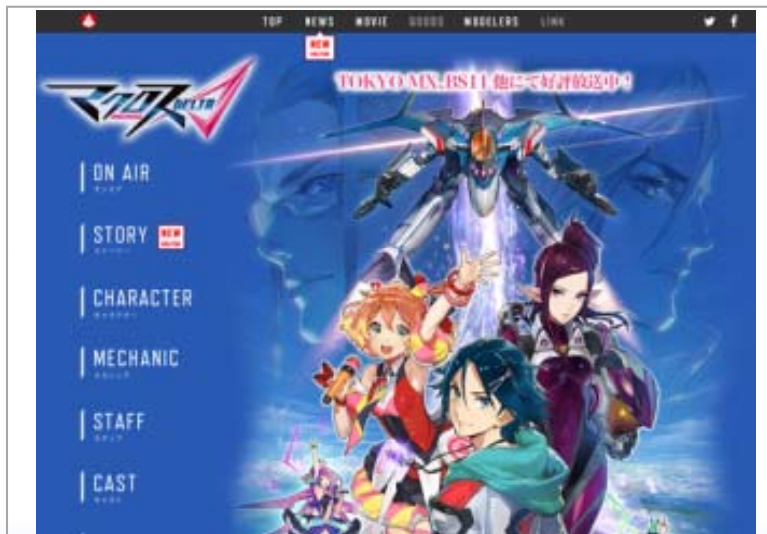 TOP NEWS MOVIE GOODS MODELERS LINK
NEW
TOKYO MX、BS11 他にて好評放送中！
マクロス DELTA
ON AIR
STORY NEW
CHARACTER
MECHANIC
STAFF
CAST